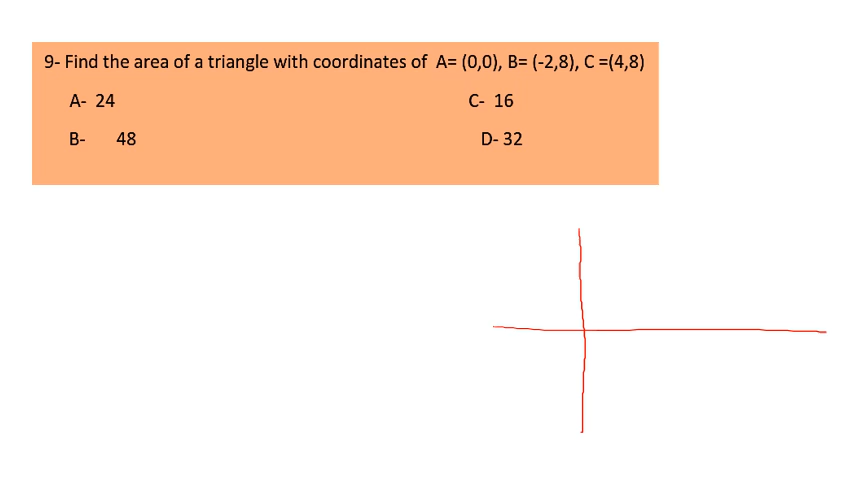 9- Find the area of a triangle with coordinates of A= (0,0), B= (-2,8), C =(4,8)
A- 24 C- 16
B- 48 D- 32